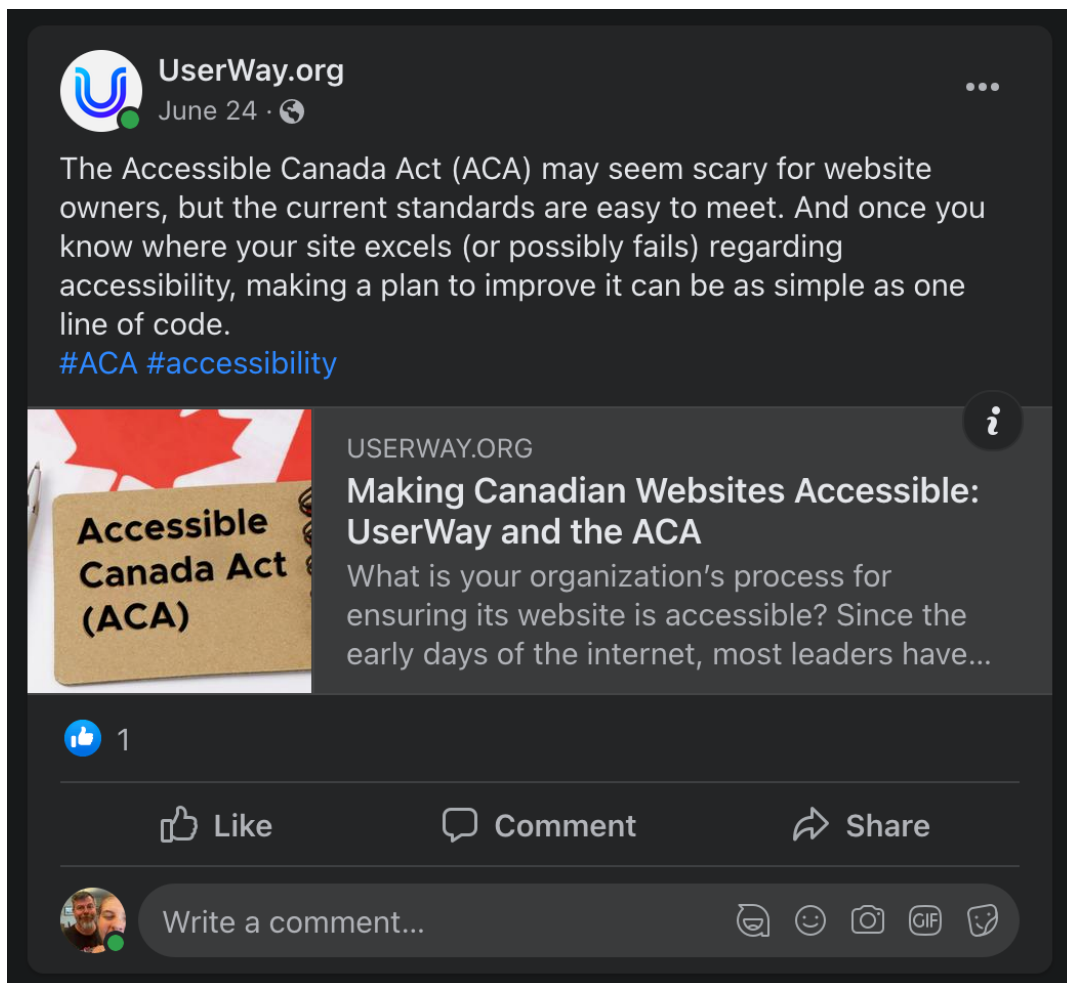 UserWay.org
June 24 ·
The Accessible Canada Act (ACA) may seem scary for website
owners, but the current standards are easy to meet. And once you
know where your site excels (or possibly fails) regarding
accessibility, making a plan to improve it can be as simple as one
line of code.
#ACA #accessibility
Accessible
Canada Act
(ACA)
USERWAY.ORG
Making Canadian Websites Accessible:
UserWay and the ACA
What is your organization’s process for
ensuring its website is accessible? Since the
early days of the internet, most leaders have...
1
Like
Comment
Share
Write a comment...
GIF